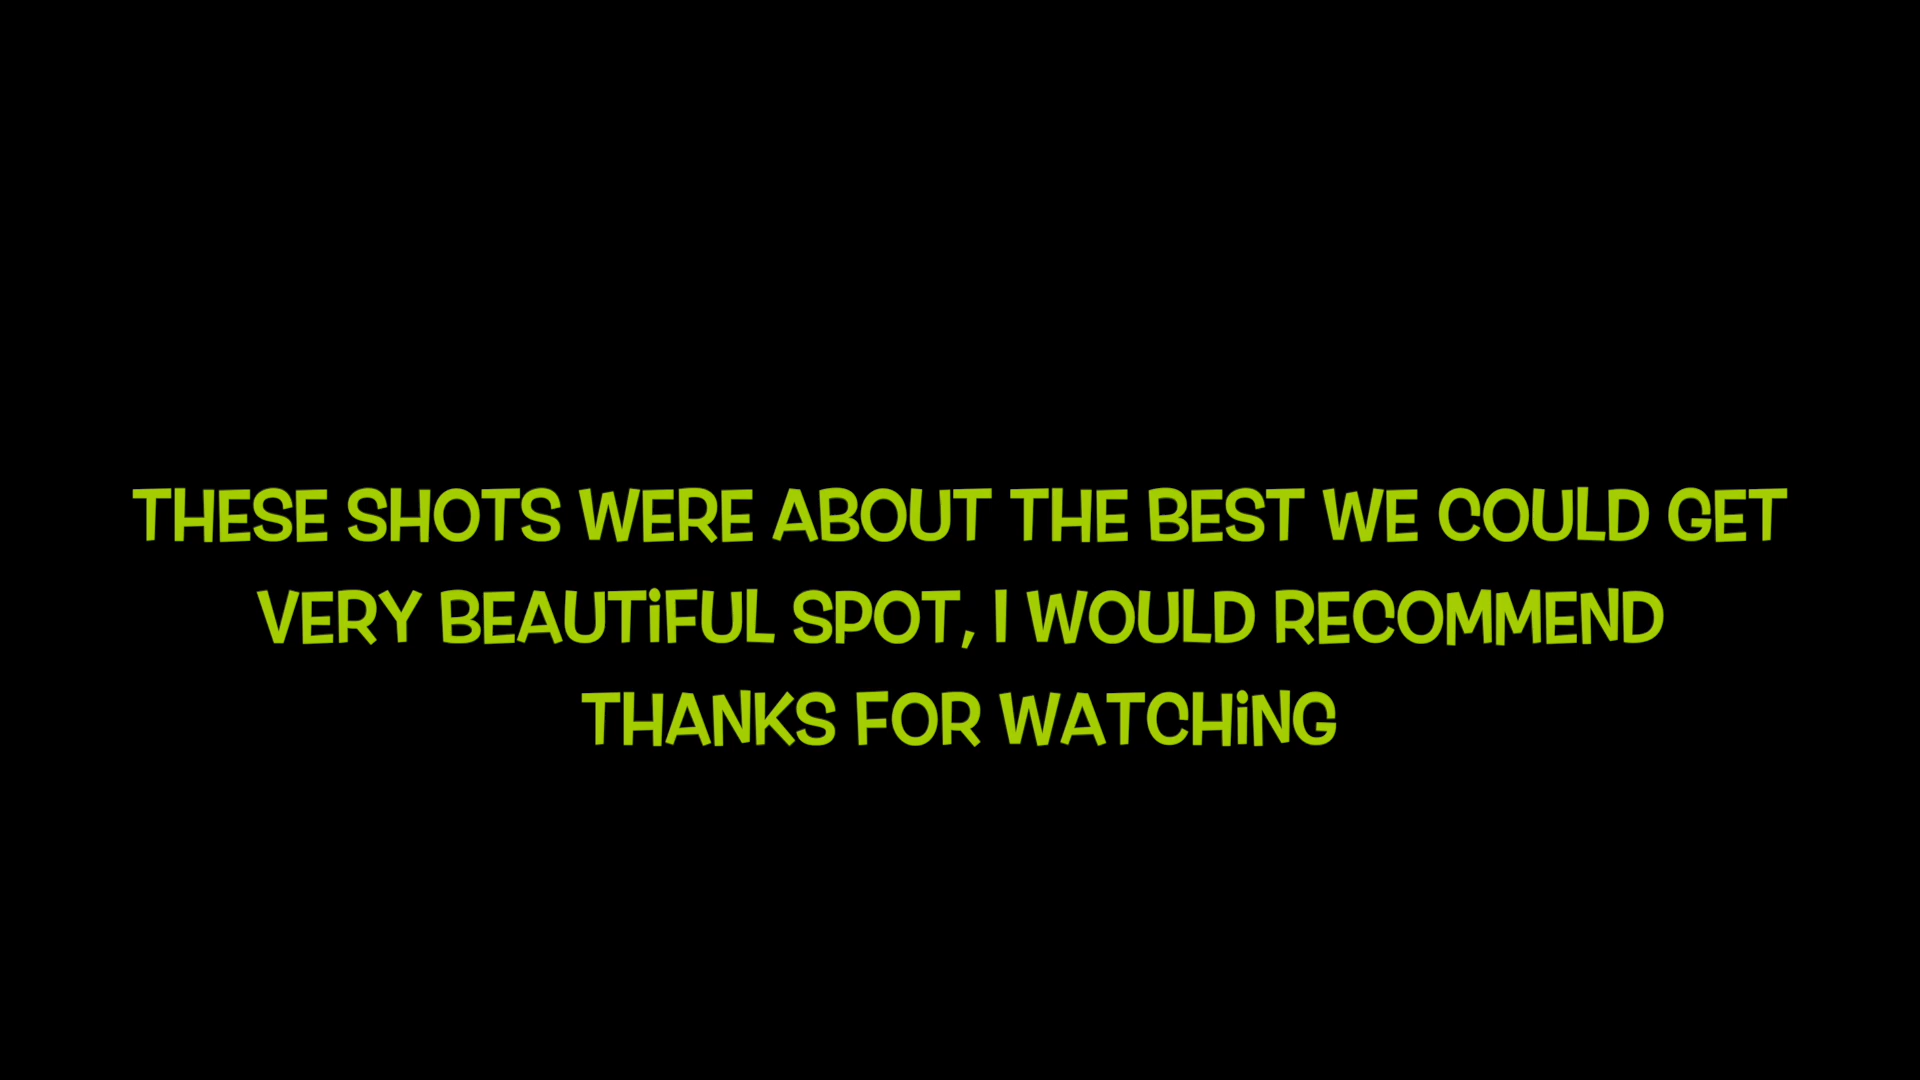 THESE SHOTS WERE ABOUT THE BEST WE COULD GET
VERY BEAUTiFUL SPOT, I WOULD RECOMMEND
THANKS FOR WATCHiNG